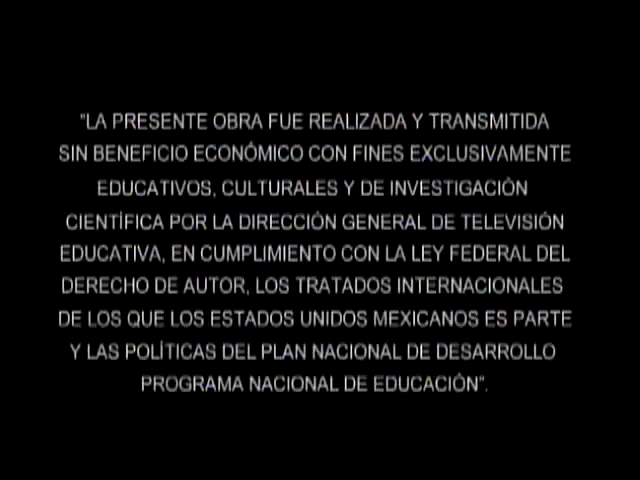 "LA PRESENTE OBRA FUE REALIZADA Y TRANSMITIDA
SIN BENEFICIO ECONÓMICO CON FINES EXCLUSIVAMENTE
EDUCATIVOS, CULTURALES Y DE INVESTIGACIÓN
CIENTÍFICA POR LA DIRECCIÓN GENERAL DE TELEVISIÓN
EDUCATIVA, EN CUMPLIMIENTO CON LA LEY FEDERAL DEL
DERECHO DE AUTOR, LOS TRATADOS INTERNACIONALES
DE LOS QUE LOS ESTADOS UNIDOS MEXICANOS ES PARTE
Y LAS POLÍTICAS DEL PLAN NACIONAL DE DESARROLLO
PROGRAMA NACIONAL DE EDUCACIÓN".